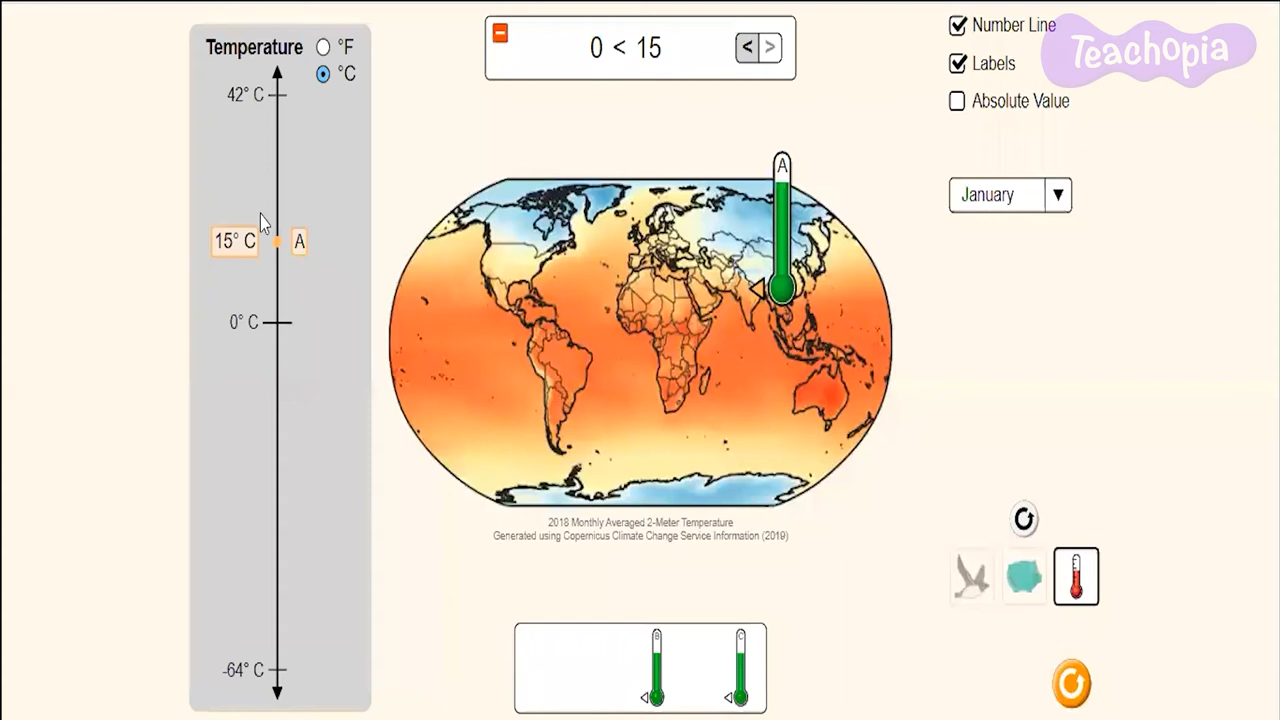 Temperature
°F
°C
42° C
15° C
A
0° C
-64° C
0 < 15
< >
A
2018 Monthly Averaged 2-Meter Temperature
Generated using Copernicus Climate Change Service Information (2019)
B
C
Number Line
Labels
Absolute Value
Teachopia
January